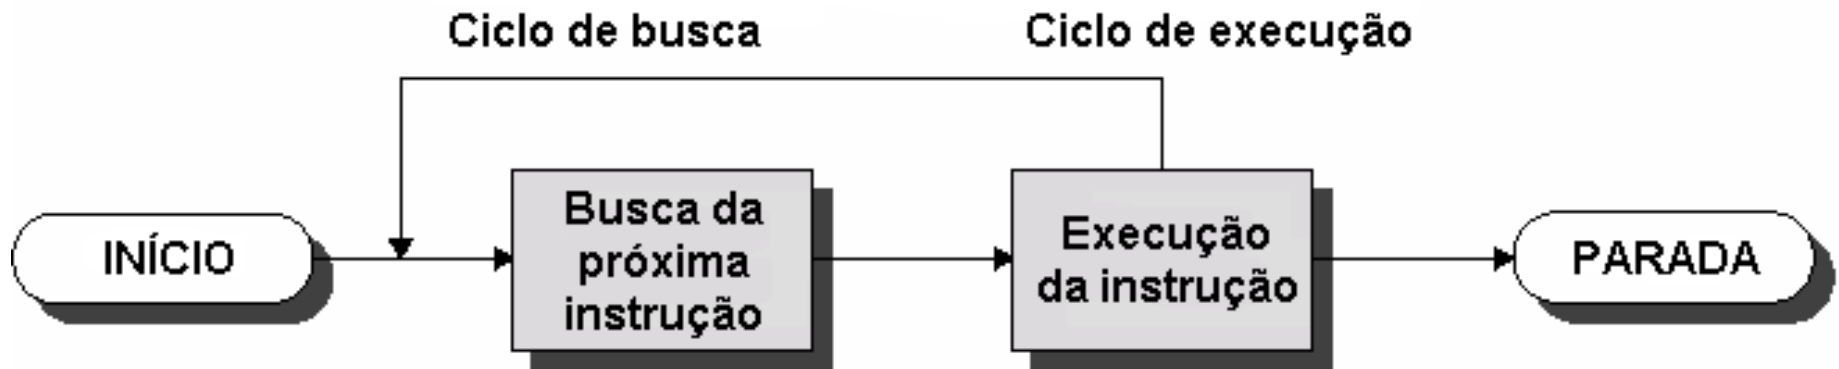 Ciclo de busca
Ciclo de execução
INÍCIO
Busca da
próxima
instrução
Execução
da instrução
PARADA